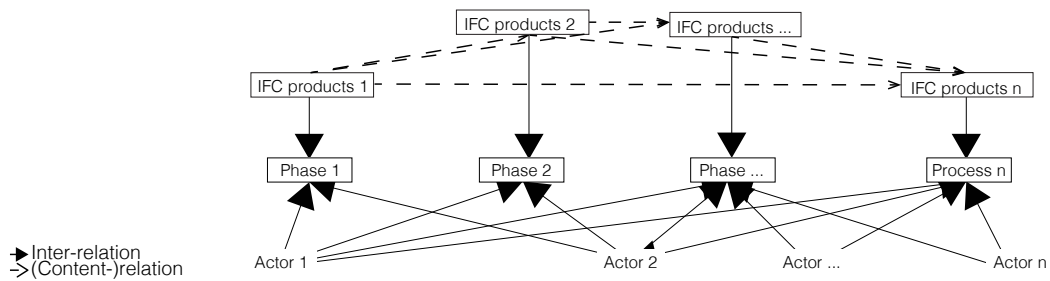 IFC products 2
IFC products ...
IFC products 1
IFC products n
Phase 1
Phase 2
Phase ...
Process n
Inter-relation
(Content-)relation
Actor 1
Actor 2
Actor ...
Actor n